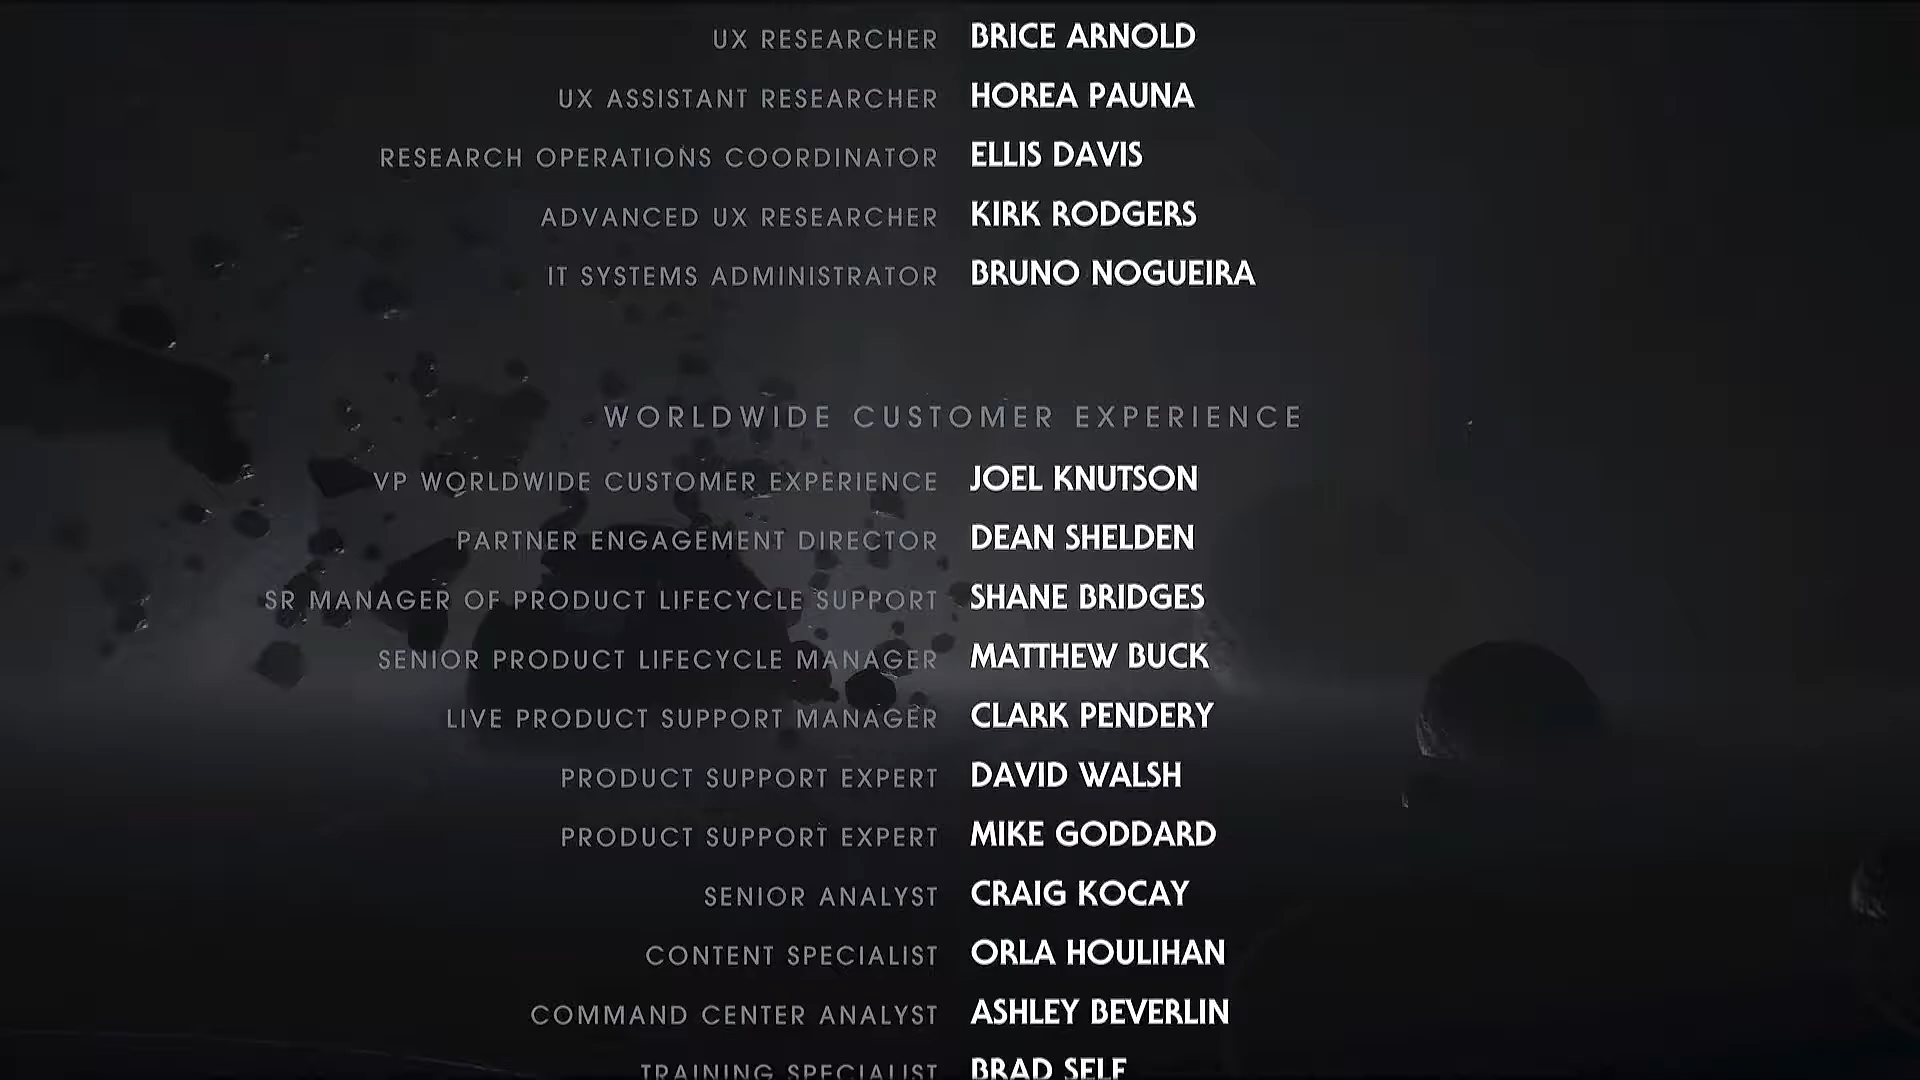 UX RESEARCHER BRICE ARNOLD
UX ASSISTANT RESEARCHER HOREA PAUNA
RESEARCH OPERATIONS COORDINATOR ELLIS DAVIS
ADVANCED UX RESEARCHER KIRK RODGERS
IT SYSTEMS ADMINISTRATOR BRUNO NOGUEIRA
WORLDWIDE CUSTOMER EXPERIENCE
VP WORLDWIDE CUSTOMER EXPERIENCE JOEL KNUTSON
PARTNER ENGAGEMENT DIRECTOR DEAN SHELDEN
SR MANAGER OF PRODUCT LIFECYCLE SUPPORT SHANE BRIDGES
SENIOR PRODUCT LIFECYCLE MANAGER MATTHEW BUCK
LIVE PRODUCT SUPPORT MANAGER CLARK PENDERY
PRODUCT SUPPORT EXPERT DAVID WALSH
PRODUCT SUPPORT EXPERT MIKE GODDARD
SENIOR ANALYST CRAIG KOCAY
CONTENT SPECIALIST ORLA HOULIHAN
COMMAND CENTER ANALYST ASHLEY BEVERLIN
TRAINING SPECIALIST BRAD SELF